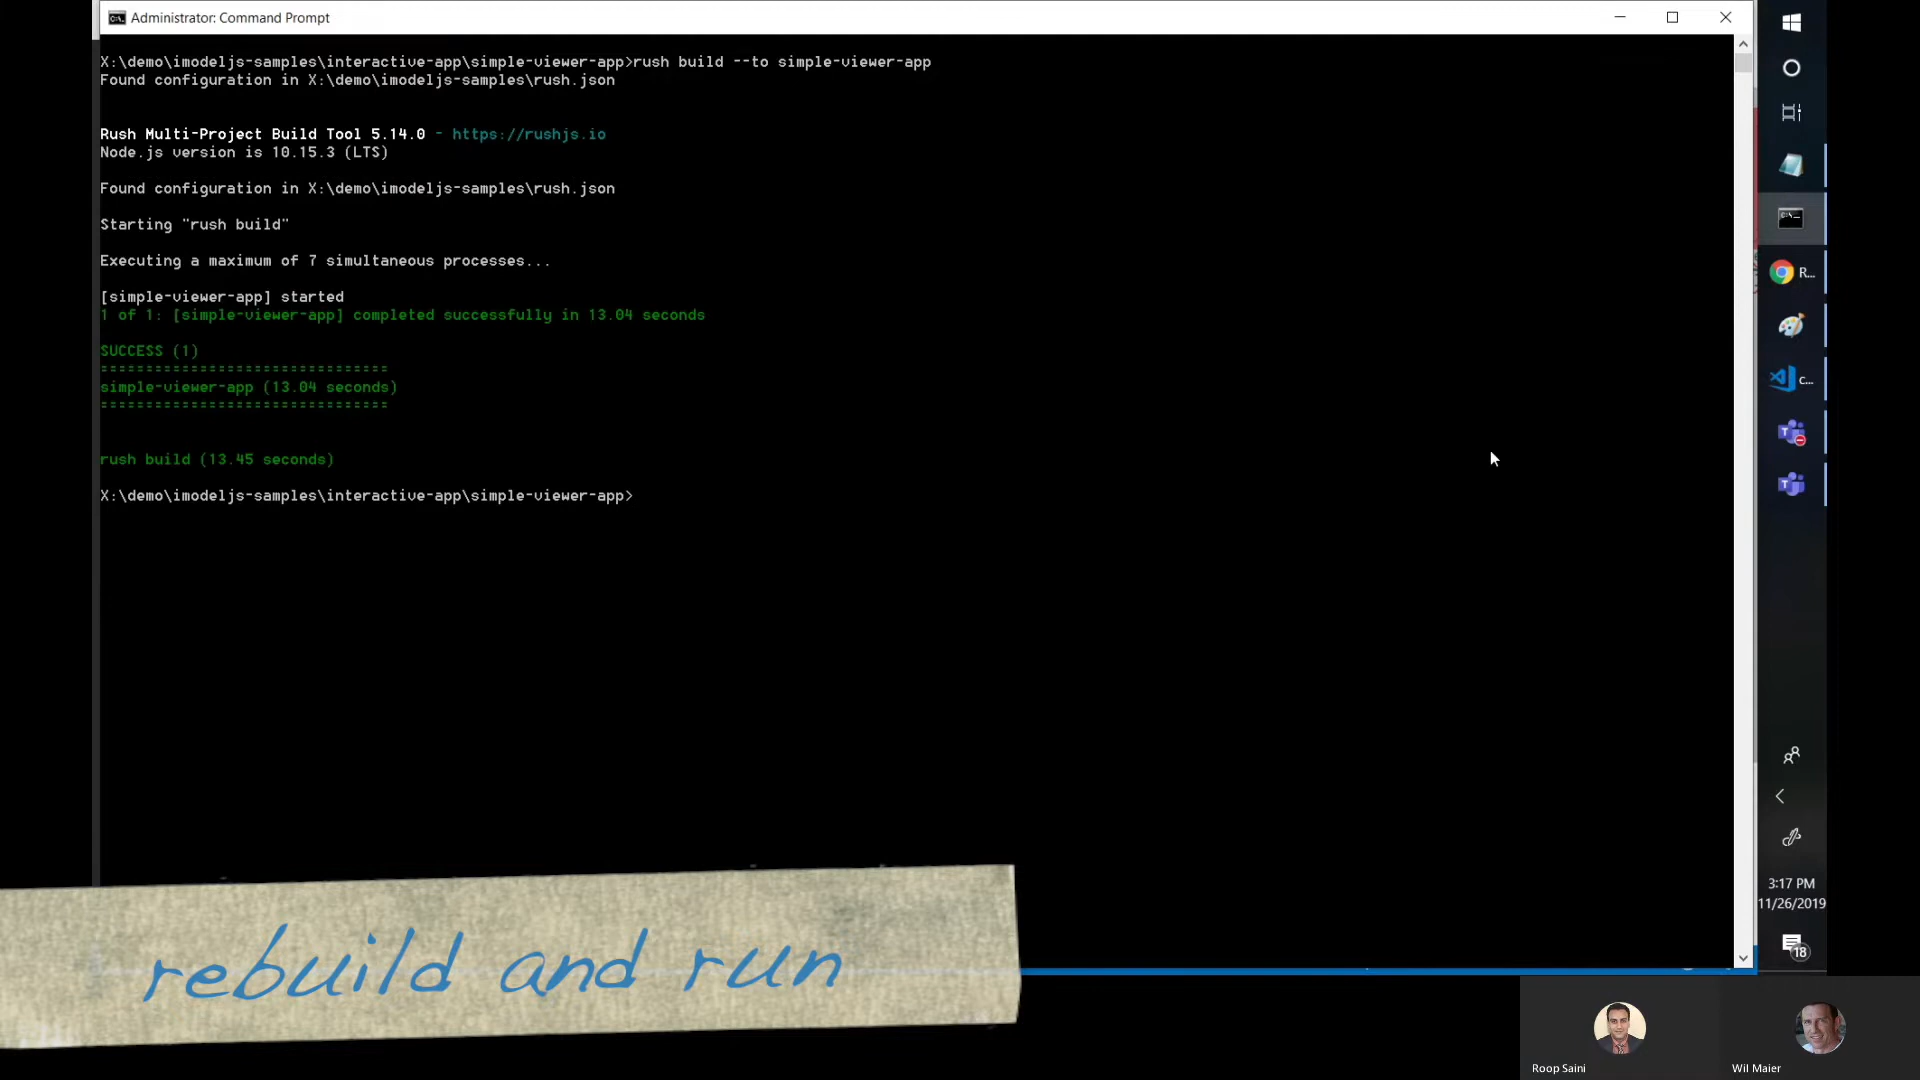 Administrator: Command Prompt
X:\demo\imodeljs-samples\interactive-app\simple-viewer-app>rush build --to simple-viewer-app
Found configuration in X:\demo\imodeljs-samples\rush.json
Rush Multi-Project Build Tool 5.14.0 - https://rushjs.io
Node.js version is 10.15.3 (LTS)
Found configuration in X:\demo\imodeljs-samples\rush.json
Starting "rush build"
Executing a maximum of 7 simultaneous processes...
[simple-viewer-app] started
1 of 1: [simple-viewer-app] completed successfully in 13.04 seconds
SUCCESS (1)
================================
simple-viewer-app (13.04 seconds)
================================
rush build (13.45 seconds)
X:\demo\imodeljs-samples\interactive-app\simple-viewer-app>
R...
c...
3:17 PM
11/26/2019
18
rebuild and run
Roop Saini
Wil Maier